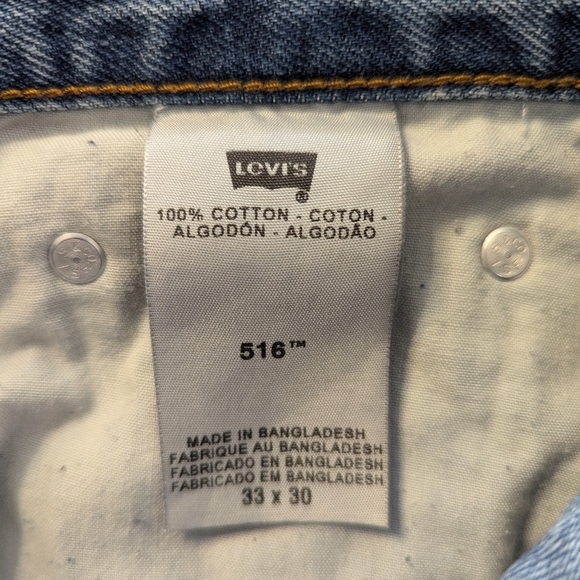 LEVI'S
®
100% COTTON - COTON -
ALGODÓN - ALGODÃO
516™
MADE IN BANGLADESH
FABRIQUE AU BANGLADESH
FABRICADO EN BANGLADESH
FABRICADO EM BANGLADESH
33 x 30